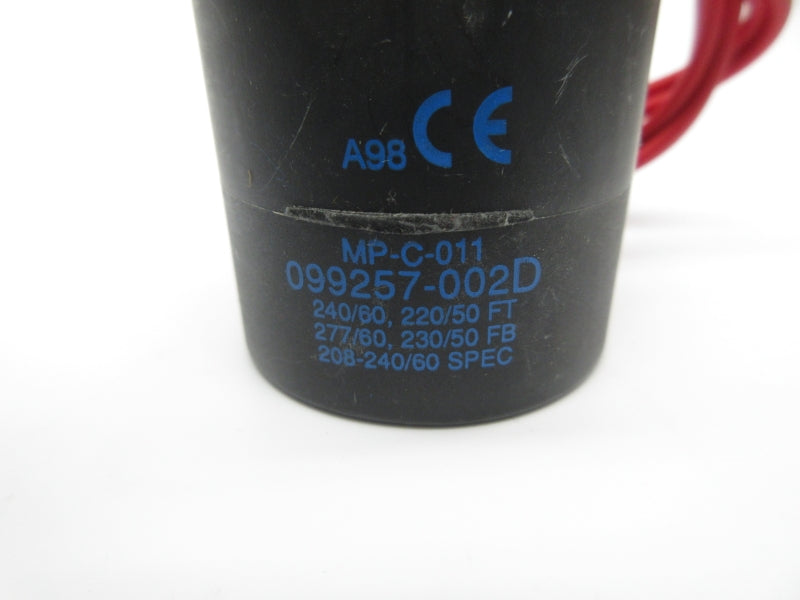 A98 CE
MP-C-011
099257-002D
240/60, 220/50 FT
277/60, 230/50 FB
208-240/60 SPEC